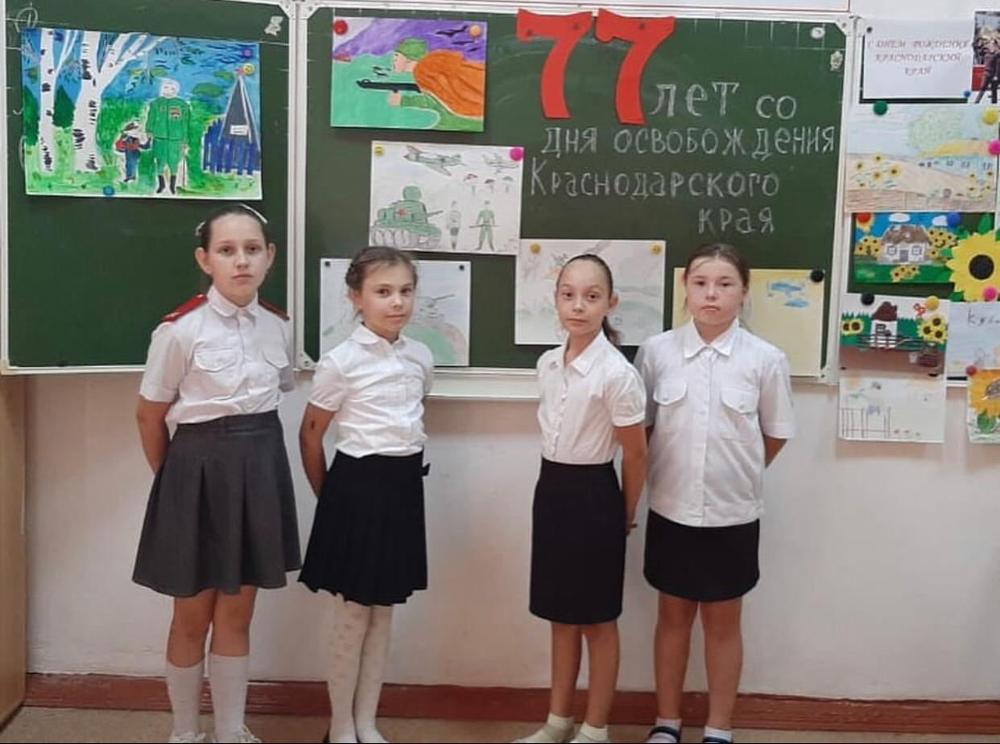 77 лет со
дня освобождения
Краснодарского
края
С ДНЕМ РОЖДЕНИЯ
КРАСНОДАРСКИЙ
КРАЙ